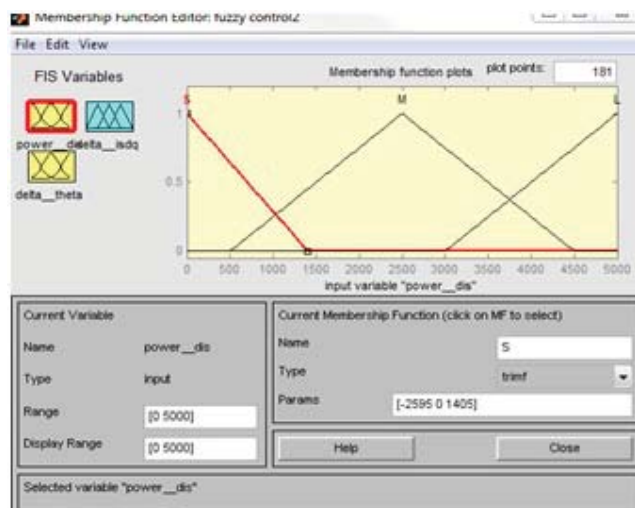 Membership Function Editor: fuzzy control2
File Edit View
FIS Variables
power__dis delta__isdq
delta__theta
Membership function plots plot points: 181
S M L
1
0.5
0
0 500 1000 1500 2000 2500 3000 3500 4000 4500 5000
input variable "power__dis"
Current Variable
Name power__dis
Type input
Range [0 5000]
Display Range [0 5000]
Current Membership Function (click on MF to select)
Name S
Type trimf
Params [-2595 0 1405]
Help Close
Selected variable "power__dis"